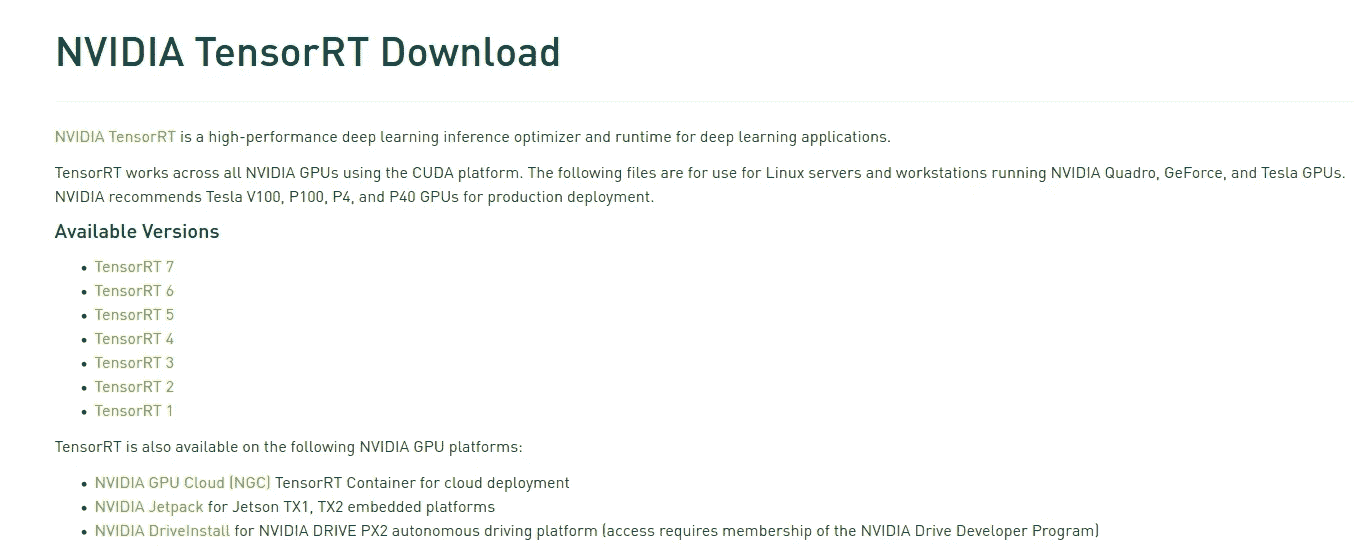 NVIDIA TensorRT Download
NVIDIA TensorRT is a high-performance deep learning inference optimizer and runtime for deep learning applications.
TensorRT works across all NVIDIA GPUs using the CUDA platform. The following files are for use for Linux servers and workstations running NVIDIA Quadro, GeForce, and Tesla GPUs.
NVIDIA recommends Tesla V100, P100, P4, and P40 GPUs for production deployment.
Available Versions
• TensorRT 7
• TensorRT 6
• TensorRT 5
• TensorRT 4
• TensorRT 3
• TensorRT 2
• TensorRT 1
TensorRT is also available on the following NVIDIA GPU platforms:
• NVIDIA GPU Cloud (NGC) TensorRT Container for cloud deployment
• NVIDIA Jetpack for Jetson TX1, TX2 embedded platforms
• NVIDIA DriveInstall for NVIDIA DRIVE PX2 autonomous driving platform (access requires membership of the NVIDIA Drive Developer Program)